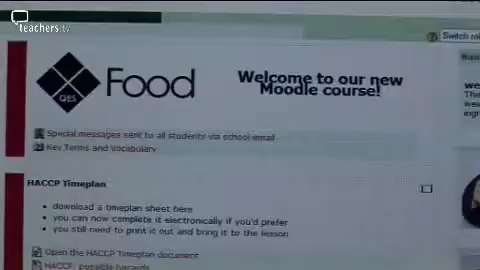 teachers tv
Switch rol
QES
Food
Welcome to our new
Moodle course!
Special messages sent to all students via school email
Key Terms and Vocabulary
HACCP Timeplan
download a timeplan sheet here
you can now complete it electronically if you'd prefer
you still need to print it out and bring it to the lesson
Open the HACCP Timeplan document
HACCP: possible hazards